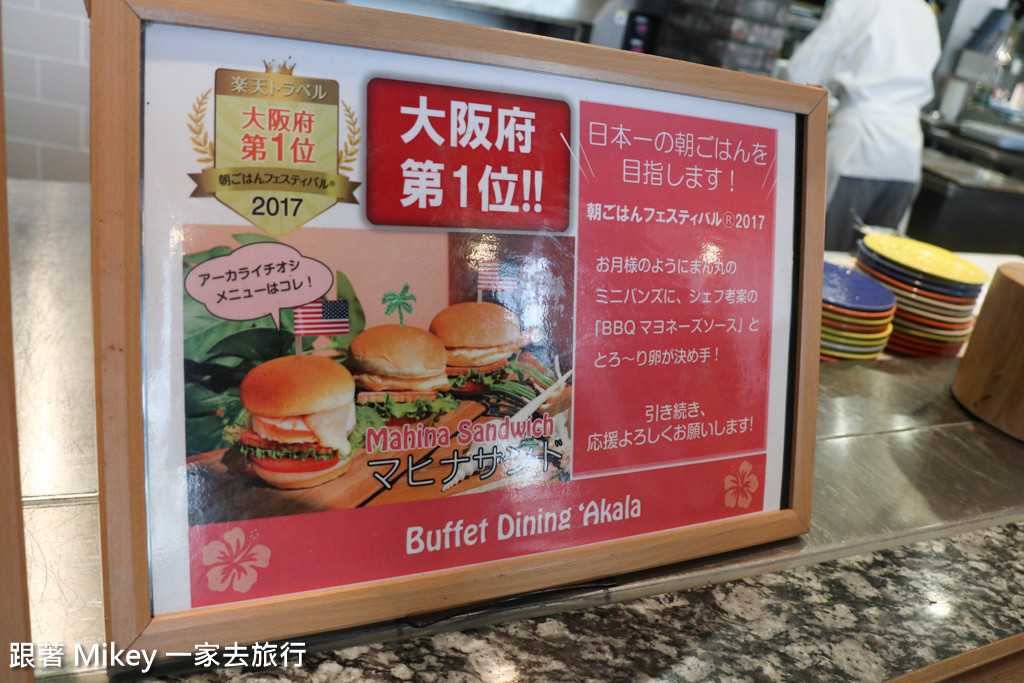 楽天トラベル
大阪府
第1位
朝ごはんフェスティバル®
2017
大阪府
第1位!!
日本一の朝ごはんを
目指します！
朝ごはんフェスティバル®2017
お月様のようにまん丸の
ミニバンズに、シェフ考案の
「BBQマヨネーズソース」と
とろ～り卵が決め手！
引き続き、
応援よろしくお願いします!
アーカライチオシ
メニューはコレ！
Mahina Sandwich
マヒナサンド
Buffet Dining ‘Akala
跟著 Mikey 一家去旅行